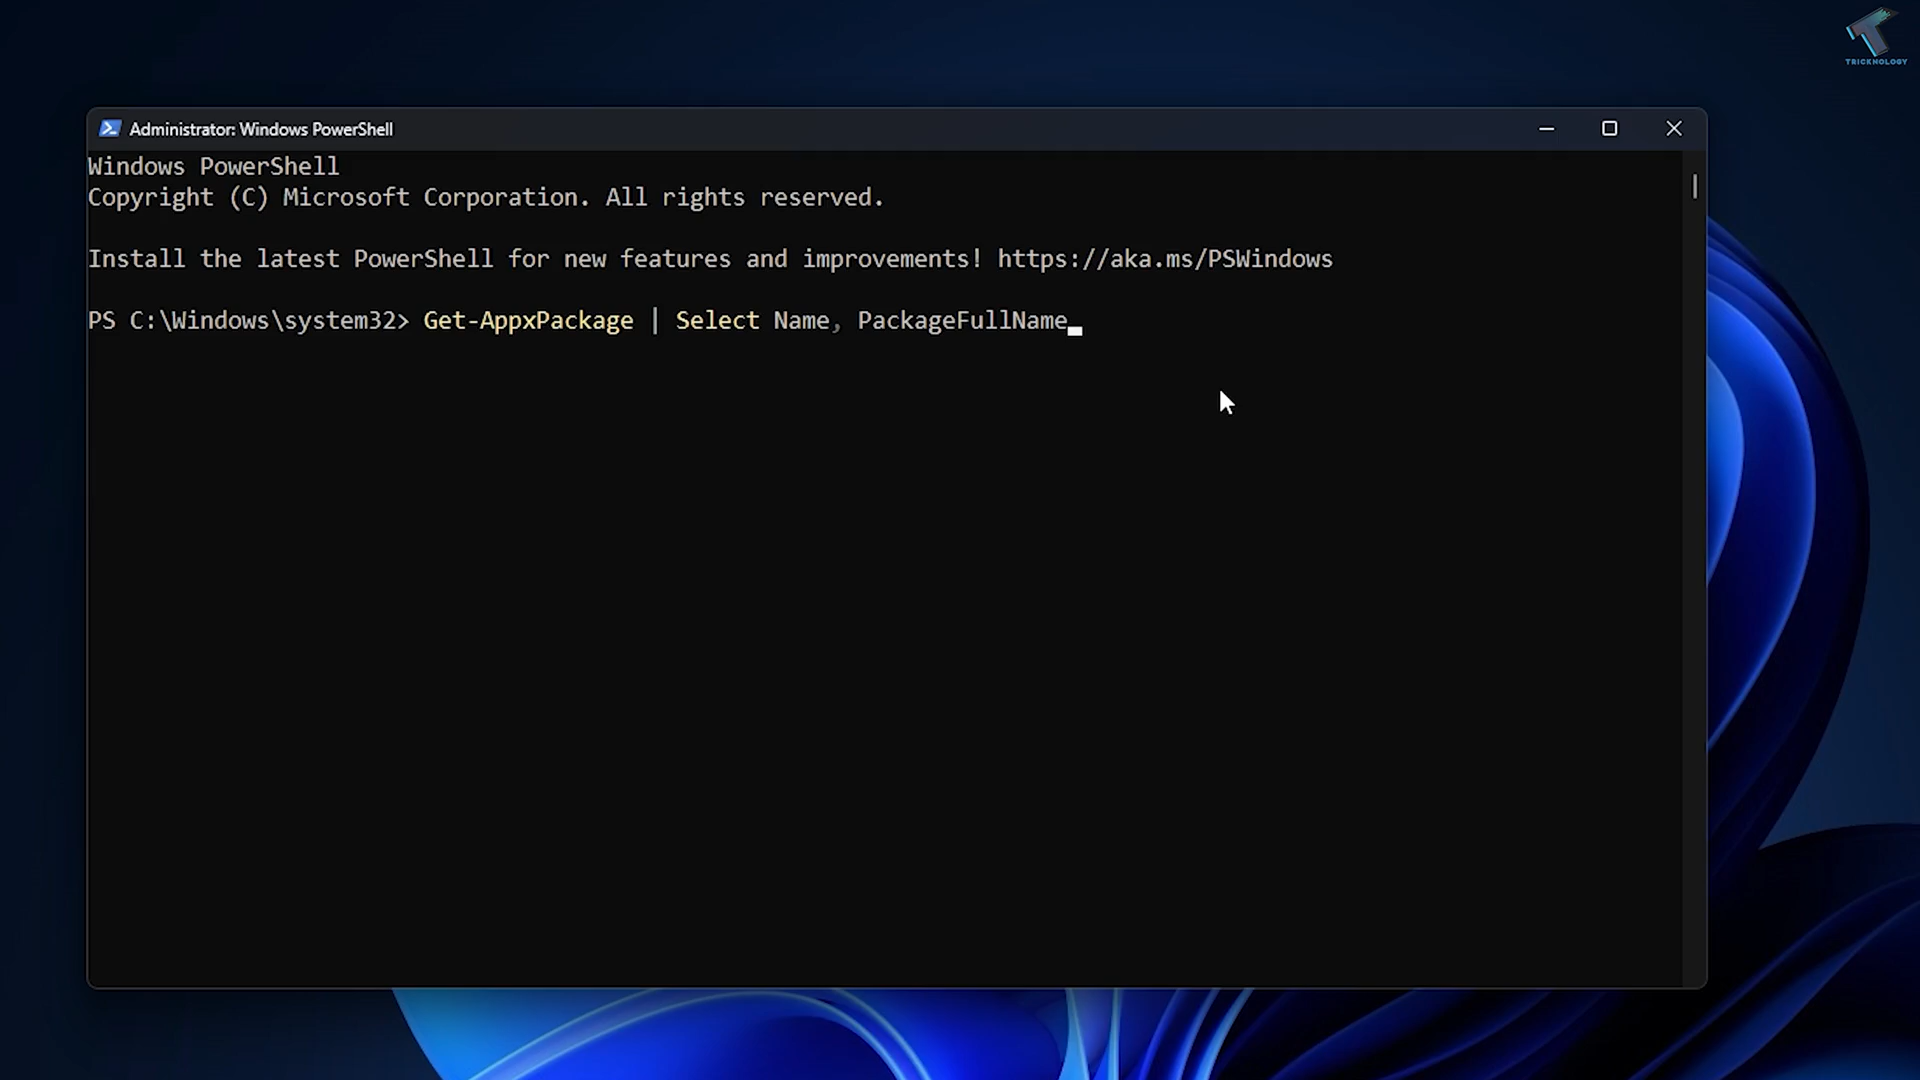 TRICKNOLOGY
Administrator: Windows PowerShell
Windows PowerShell
Copyright (C) Microsoft Corporation. All rights reserved.
Install the latest PowerShell for new features and improvements! https://aka.ms/PSWindows
PS C:\Windows\system32> Get-AppxPackage | Select Name, PackageFullName